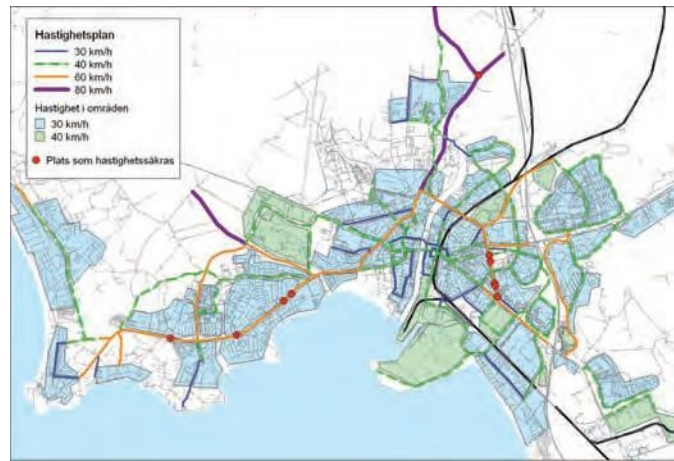 Hastighetsplan
30 km/h
40 km/h
60 km/h
80 km/h
Hastighet i områden
30 km/h
40 km/h
Plats som hastighetssäkras